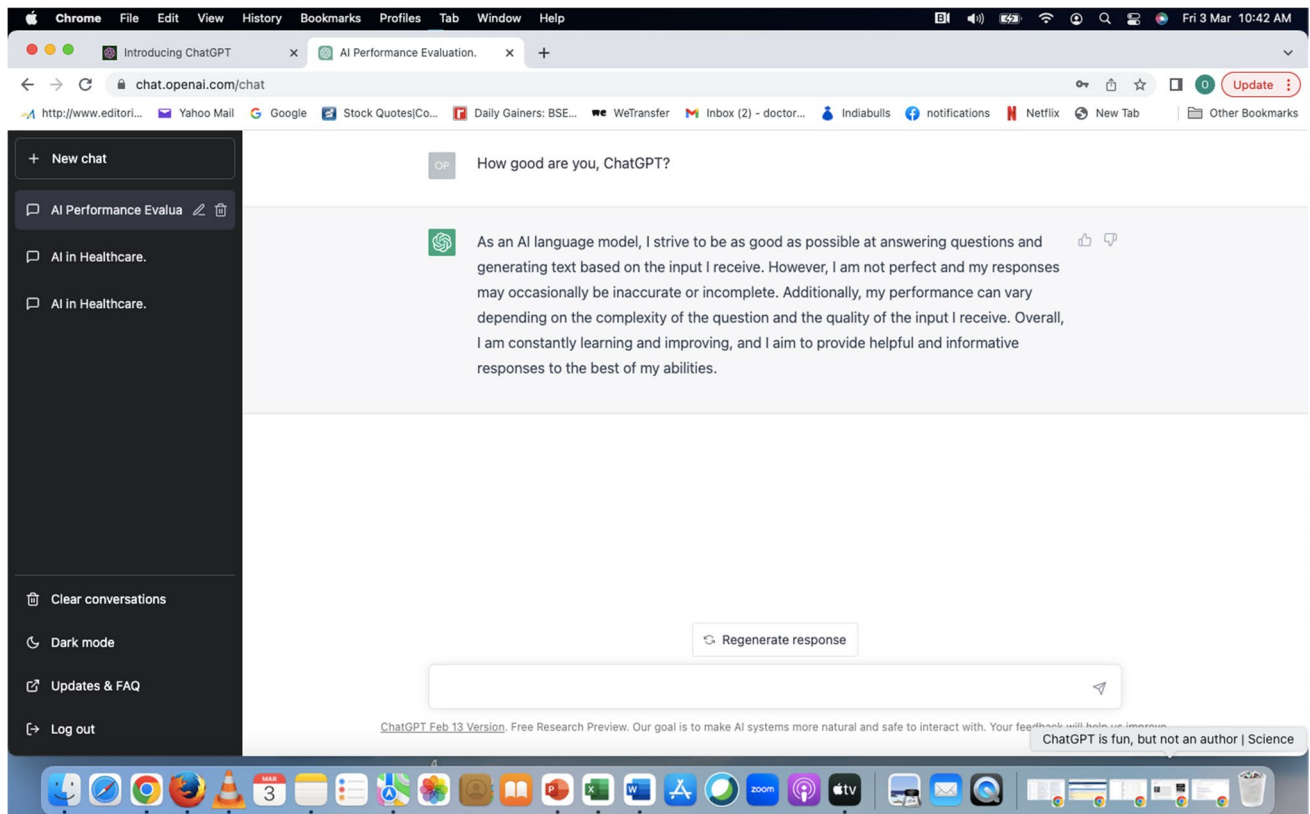 Chrome File Edit View History Bookmarks Profiles Tab Window Help Fri 3 Mar 10:42 AM
Introducing ChatGPT AI Performance Evaluation.
chat.openai.com/chat Update
http://www.editori... Yahoo Mail Google Stock Quotes|Co... Daily Gainers: BSE... WeTransfer Inbox (2) - doctor... Indiabulls notifications Netflix New Tab Other Bookmarks
New chat
AI Performance Evalua
AI in Healthcare.
AI in Healthcare.
Clear conversations
Dark mode
Updates & FAQ
Log out
OP How good are you, ChatGPT?
As an AI language model, I strive to be as good as possible at answering questions and
generating text based on the input I receive. However, I am not perfect and my responses
may occasionally be inaccurate or incomplete. Additionally, my performance can vary
depending on the complexity of the question and the quality of the input I receive. Overall,
I am constantly learning and improving, and I aim to provide helpful and informative
responses to the best of my abilities.
Regenerate response
ChatGPT Feb 13 Version. Free Research Preview. Our goal is to make AI systems more natural and safe to interact with. Your feedback will help us improve.
ChatGPT is fun, but not an author | Science
MAR
3
zoom
tv